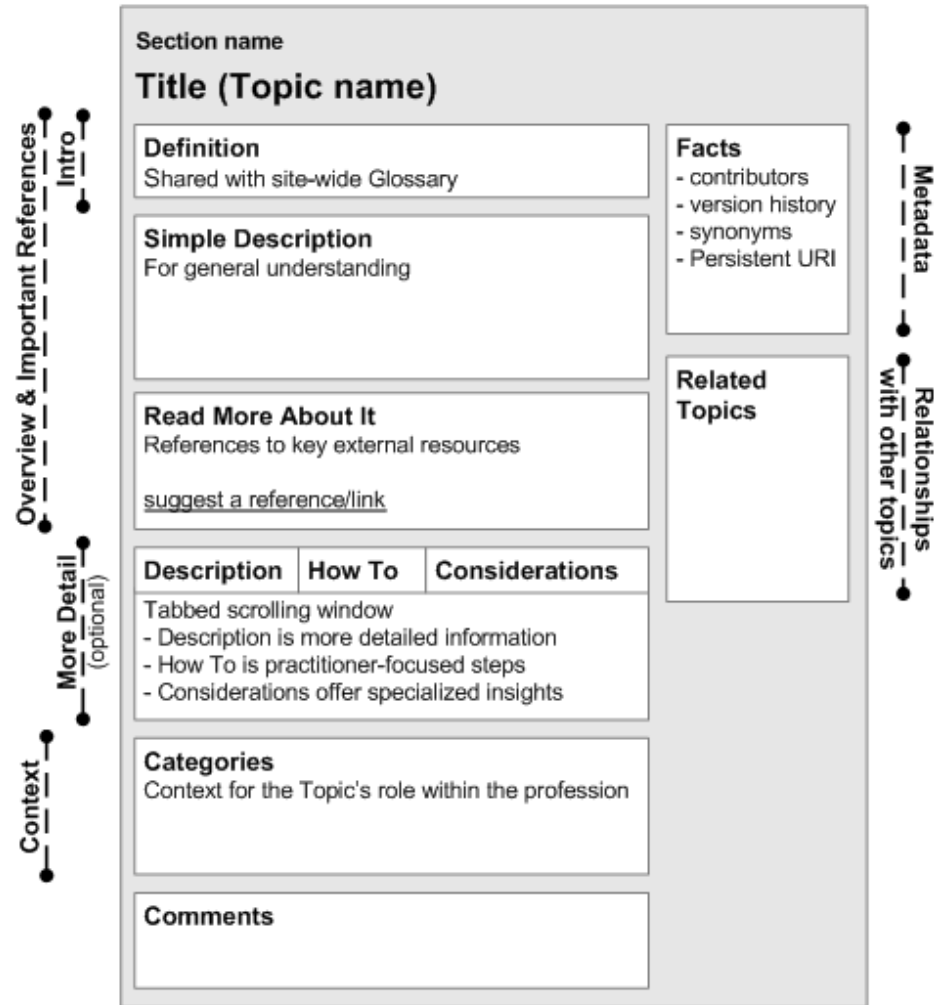 Section name
Title (Topic name)
Overview & Important References
Intro
Definition
Shared with site-wide Glossary
Simple Description
For general understanding
Read More About It
References to key external resources
suggest a reference/link
More Detail
(optional)
Description
How To
Considerations
Tabbed scrolling window
- Description is more detailed information
- How To is practitioner-focused steps
- Considerations offer specialized insights
Context
Categories
Context for the Topic's role within the profession
Comments
Facts
- contributors
- version history
- synonyms
- Persistent URI
Metadata
Related
Topics
Relationships
with other topics